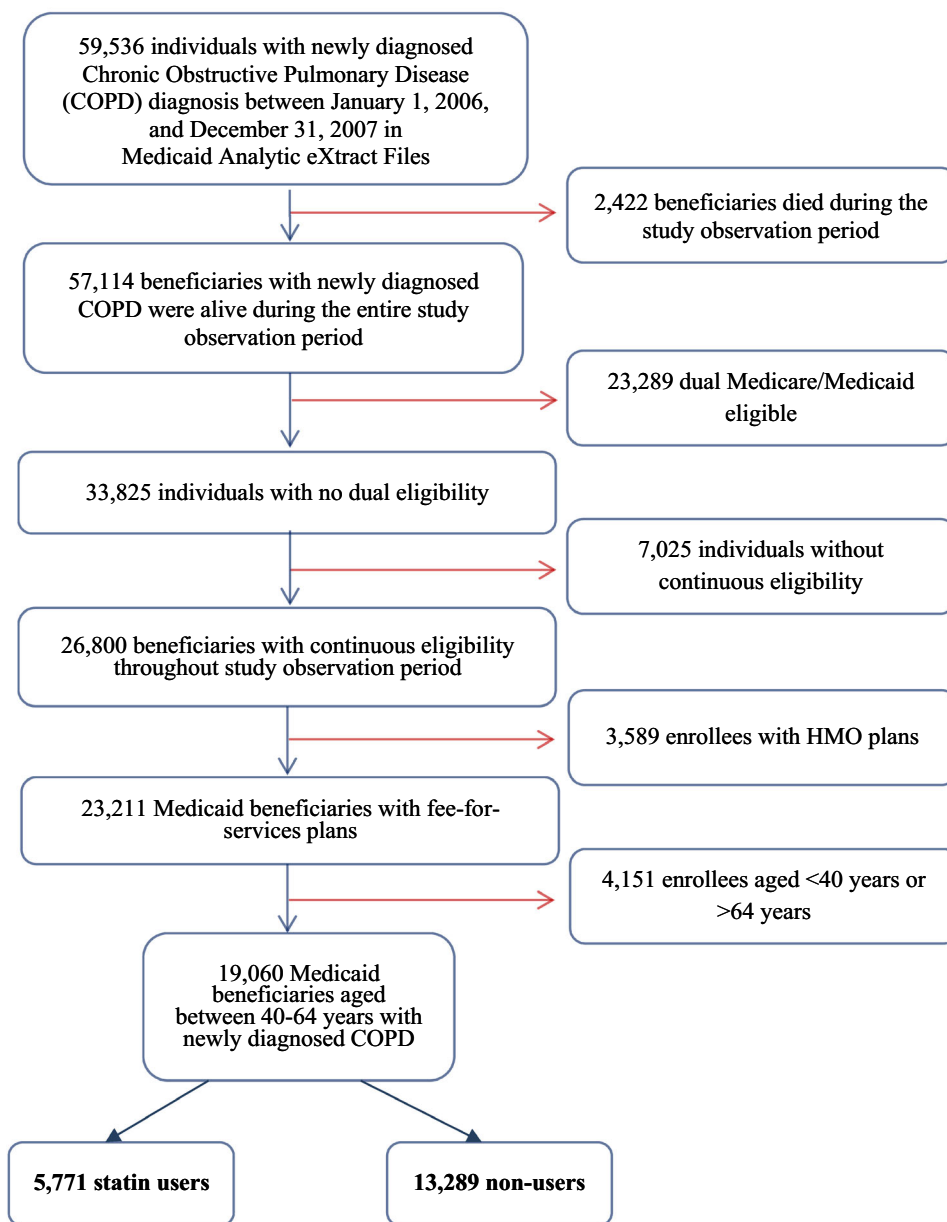 59,536 individuals with newly diagnosed
Chronic Obstructive Pulmonary Disease
(COPD) diagnosis between January 1, 2006,
and December 31, 2007 in
Medicaid Analytic eXtract Files
2,422 beneficiaries died during the
study observation period
57,114 beneficiaries with newly diagnosed
COPD were alive during the entire study
observation period
23,289 dual Medicare/Medicaid
eligible
33,825 individuals with no dual eligibility
7,025 individuals without
continuous eligibility
26,800 beneficiaries with continuous eligibility
throughout study observation period
3,589 enrollees with HMO plans
23,211 Medicaid beneficiaries with fee-for-
services plans
4,151 enrollees aged <40 years or
>64 years
19,060 Medicaid
beneficiaries aged
between 40-64 years with
newly diagnosed COPD
5,771 statin users
13,289 non-users